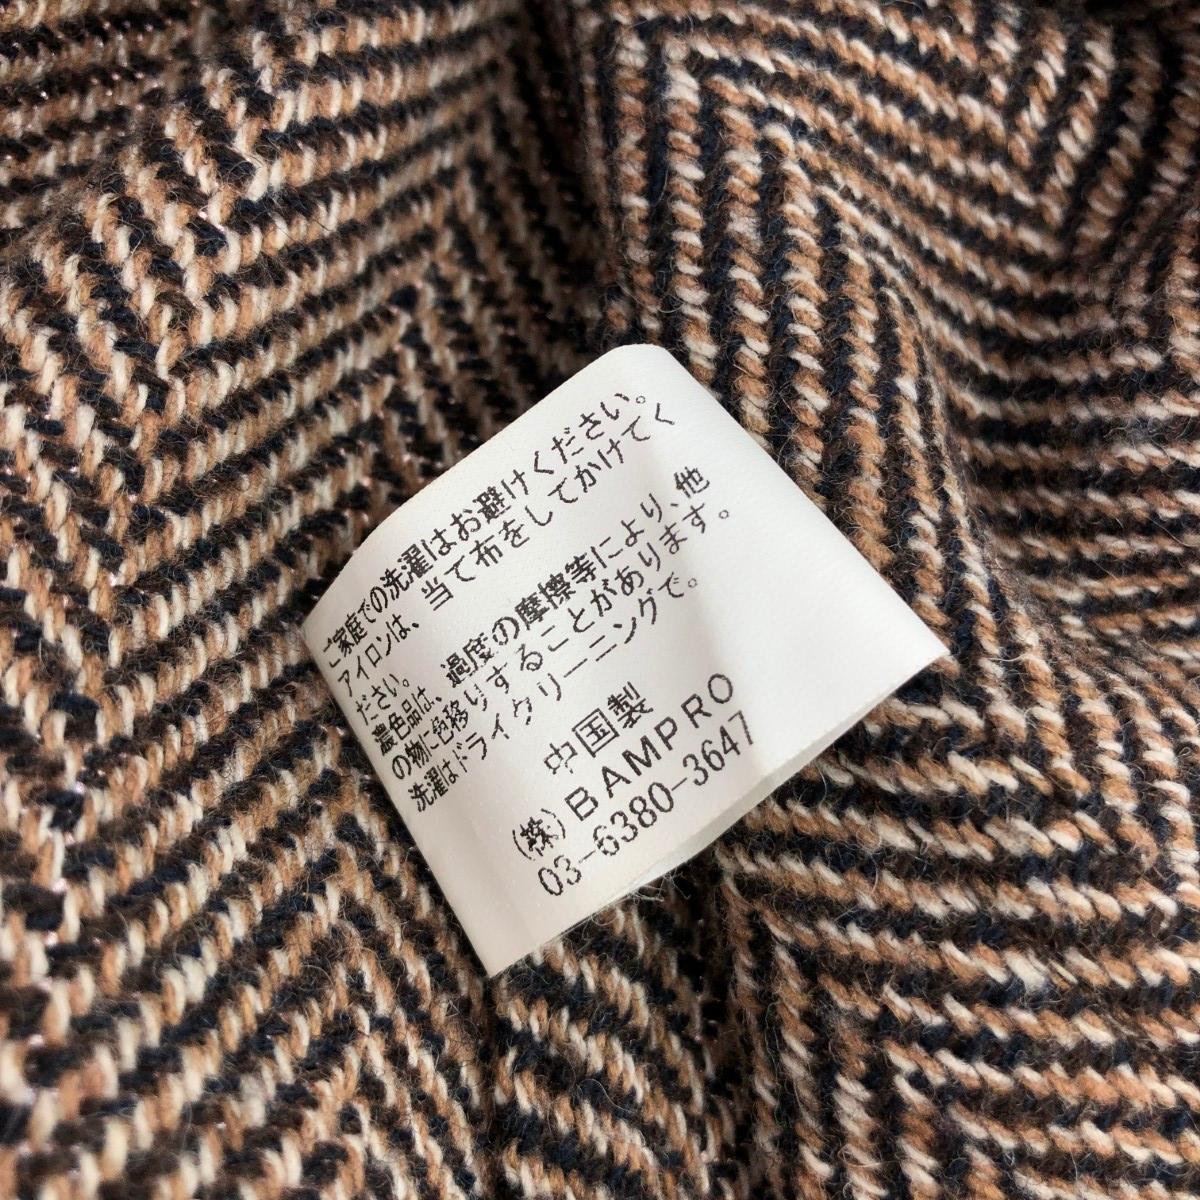 ご家庭での洗濯はお避けください。
アイロンは、当て布をしてかけてく
ださい。
濃色品は、過度の摩擦等により、他
の物に色移りすることがあります。
洗濯はドライクリーニングで。
中国製
(株)BAMPRO
03-6380-3647